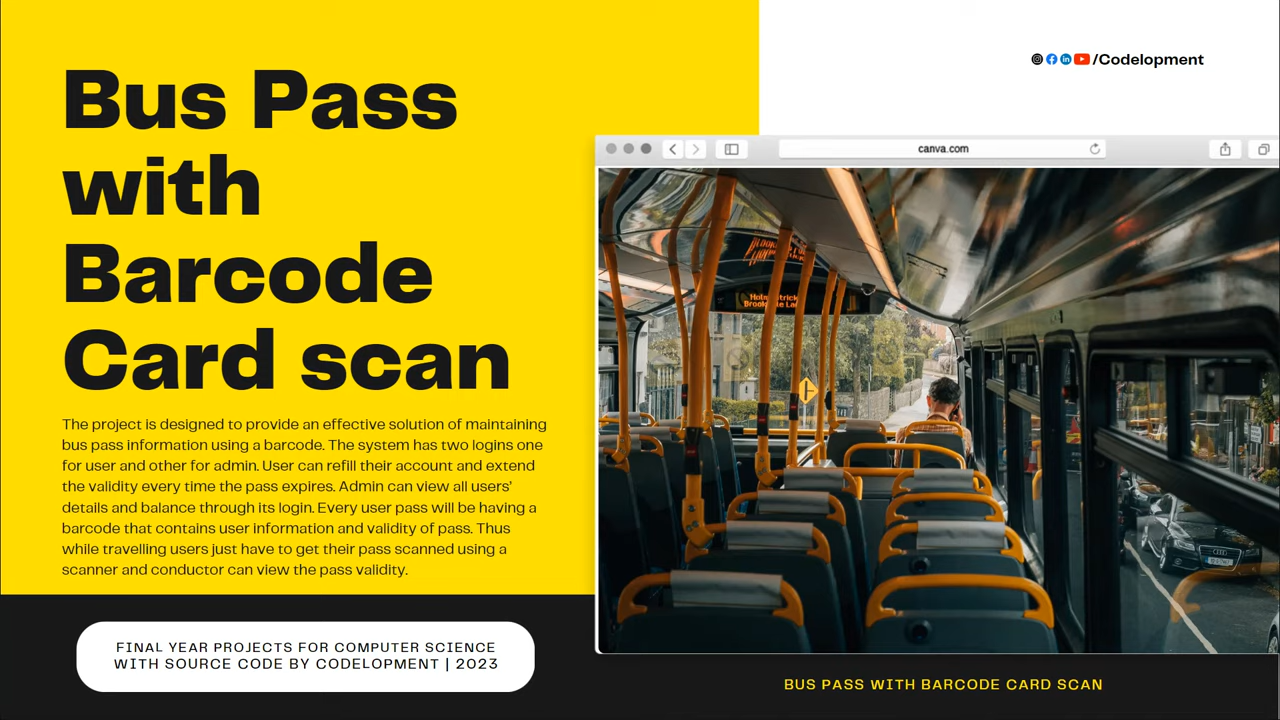 Bus Pass
with
Barcode
Card scan
The project is designed to provide an effective solution of maintaining
bus pass information using a barcode. The system has two logins one
for user and other for admin. User can refill their account and extend
the validity every time the pass expires. Admin can view all users’
details and balance through its login. Every user pass will be having a
barcode that contains user information and validity of pass. Thus
while travelling users just have to get their pass scanned using a
scanner and conductor can view the pass validity.
FINAL YEAR PROJECTS FOR COMPUTER SCIENCE
WITH SOURCE CODE BY CODELOPMENT | 2023
/Codelopment
canva.com
BUS PASS WITH BARCODE CARD SCAN